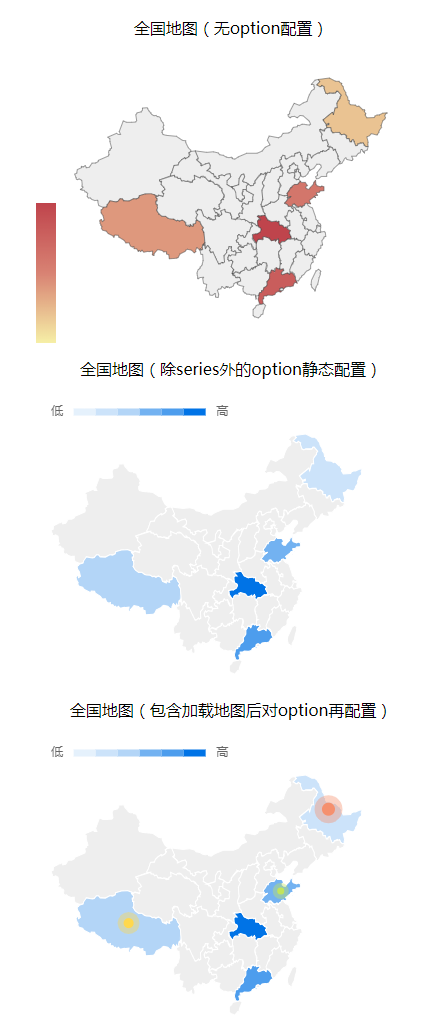 全国地图（无option配置）
全国地图（除series外的option静态配置）
低 高
全国地图（包含加载地图后对option再配置）
低 高